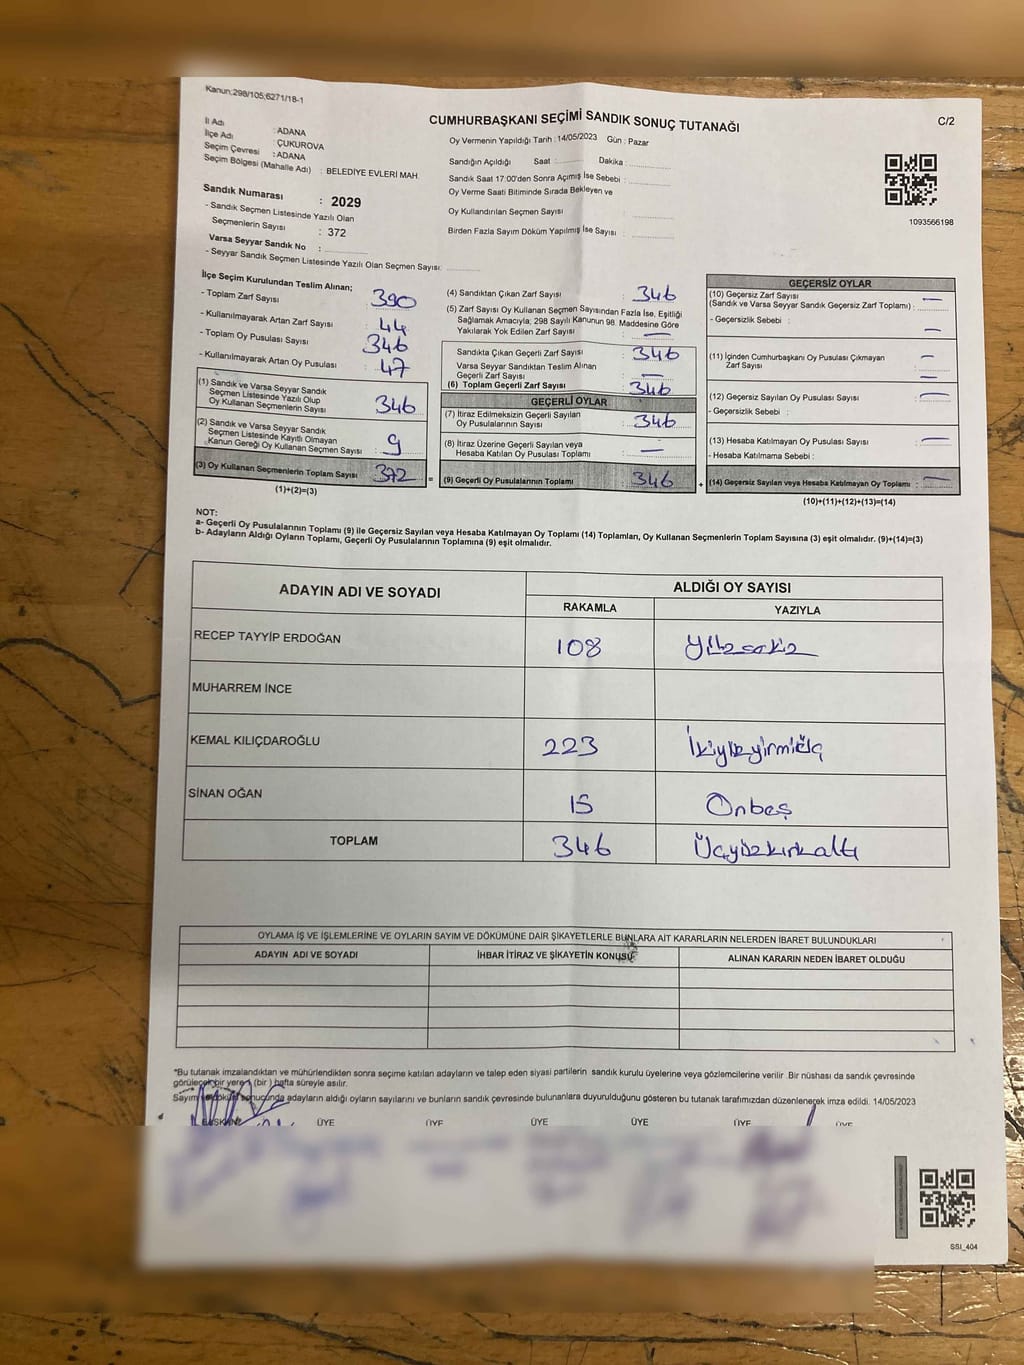 Kanun;298/105;6271/18-1
CUMHURBAŞKANI SEÇİMİ SANDIK SONUÇ TUTANAĞI
C/2
İl Adı : ADANA
İlçe Adı : ÇUKUROVA
Seçim Çevresi : ADANA
Seçim Bölgesi (Mahalle Adı) : BELEDİYE EVLERİ MAH.
Sandık Numarası : 2029
- Sandık Seçmen Listesinde Yazılı Olan
Seçmenlerin Sayısı : 372
Varsa Seyyar Sandık No :
- Seyyar Sandık Seçmen Listesinde Yazılı Olan Seçmen Sayısı:
Oy Vermenin Yapıldığı Tarih : 14/05/2023 Gün : Pazar
Sandığın Açıldığı Saat : Dakika :
Sandık Saat 17:00'den Sonra Açılmış İse Sebebi :
Oy Verme Saati Bitiminde Sırada Bekleyen ve
Oy Kullandırılan Seçmen Sayısı :
Birden Fazla Sayım Döküm Yapılmış İse Sayısı :
1093566198
İlçe Seçim Kurulundan Teslim Alınan;
- Toplam Zarf Sayısı : 390
- Kullanılmayarak Artan Zarf Sayısı : 44
- Toplam Oy Pusulası Sayısı : 346
- Kullanılmayarak Artan Oy Pusulası : 47
(1) Sandık ve Varsa Seyyar Sandık
Seçmen Listesinde Yazılı Olup
Oy Kullanan Seçmenlerin Sayısı : 346
(2) Sandık ve Varsa Seyyar Sandık
Seçmen Listesinde Kayıtlı Olmayan
Kanun Gereği Oy Kullanan Seçmen Sayısı : 9
(3) Oy Kullanan Seçmenlerin Toplam Sayısı : 372
(1)+(2)=(3)
(4) Sandıktan Çıkan Zarf Sayısı : 346
(5) Zarf Sayısı Oy Kullanan Seçmen Sayısından Fazla İse, Eşitliği
Sağlamak Amacıyla; 298 Sayılı Kanunun 98. Maddesine Göre
Yakılarak Yok Edilen Zarf Sayısı : —
Sandıkta Çıkan Geçerli Zarf Sayısı : 346
Varsa Seyyar Sandıktan Teslim Alınan
Geçerli Zarf Sayısı : —
(6) Toplam Geçerli Zarf Sayısı : 346
GEÇERLİ OYLAR
(7) İtiraz Edilmeksizin Geçerli Sayılan
Oy Pusulalarının Sayısı : 346
(8) İtiraz Üzerine Geçerli Sayılan veya
Hesaba Katılan Oy Pusulası Toplamı : —
= (9) Geçerli Oy Pusulalarının Toplamı : 346
GEÇERSİZ OYLAR
(10) Geçersiz Zarf Sayısı
(Sandık ve Varsa Seyyar Sandık Geçersiz Zarf Toplamı) : —
- Geçersizlik Sebebi : —
(11) İçinden Cumhurbaşkanı Oy Pusulası Çıkmayan
Zarf Sayısı : —
(12) Geçersiz Sayılan Oy Pusulası Sayısı : —
- Geçersizlik Sebebi :
(13) Hesaba Katılmayan Oy Pusulası Sayısı : —
- Hesaba Katılmama Sebebi :
+ (14) Geçersiz Sayılan veya Hesaba Katılmayan Oy Toplamı : —
(10)+(11)+(12)+(13)=(14)
NOT:
a- Geçerli Oy Pusulalarının Toplamı (9) ile Geçersiz Sayılan veya Hesaba Katılmayan Oy Toplamı (14) Toplamları, Oy Kullanan Seçmenlerin Toplam Sayısına (3) eşit olmalıdır. (9)+(14)=(3)
b- Adayların Aldığı Oyların Toplamı, Geçerli Oy Pusulalarının Toplamına (9) eşit olmalıdır.
ADAYIN ADI VE SOYADI
ALDIĞI OY SAYISI
RAKAMLA YAZIYLA
RECEP TAYYİP ERDOĞAN 108 Yüzsekiz
MUHARREM İNCE
KEMAL KILIÇDAROĞLU 223 İkiyüzyirmiüç
SİNAN OĞAN 15 Onbeş
TOPLAM 346 Üçyüzkırkaltı
OYLAMA İŞ VE İŞLEMLERİNE VE OYLARIN SAYIM VE DÖKÜMÜNE DAİR ŞİKAYETLERLE BUNLARA AİT KARARLARIN NELERDEN İBARET BULUNDUKLARI
ADAYIN ADI VE SOYADI İHBAR İTİRAZ VE ŞİKAYETİN KONUSU ALINAN KARARIN NEDEN İBARET OLDUĞU
*Bu tutanak imzalandıktan ve mühürlendikten sonra seçime katılan adayların ve talep eden siyasi partilerin sandık kurulu üyelerine veya gözlemcilerine verilir. Bir nüshası da sandık çevresinde
görülecek bir yere 1 (bir) hafta süreyle asılır.
Sayım ve döküm sonucunda adayların aldığı oyların sayılarını ve bunların sandık çevresinde bulunanlara duyurulduğunu gösteren bu tutanak tarafımızdan düzenlenerek imza edildi. 14/05/2023
BAŞKAN ÜYE ÜYE ÜYE ÜYE ÜYE ÜYE
SSI_404